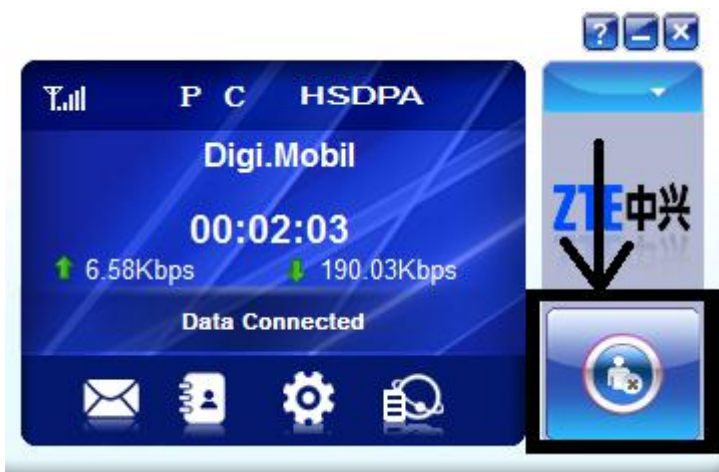 ?
P C HSDPA
Digi.Mobil
ZTE中兴
00:02:03
6.58Kbps 190.03Kbps
Data Connected